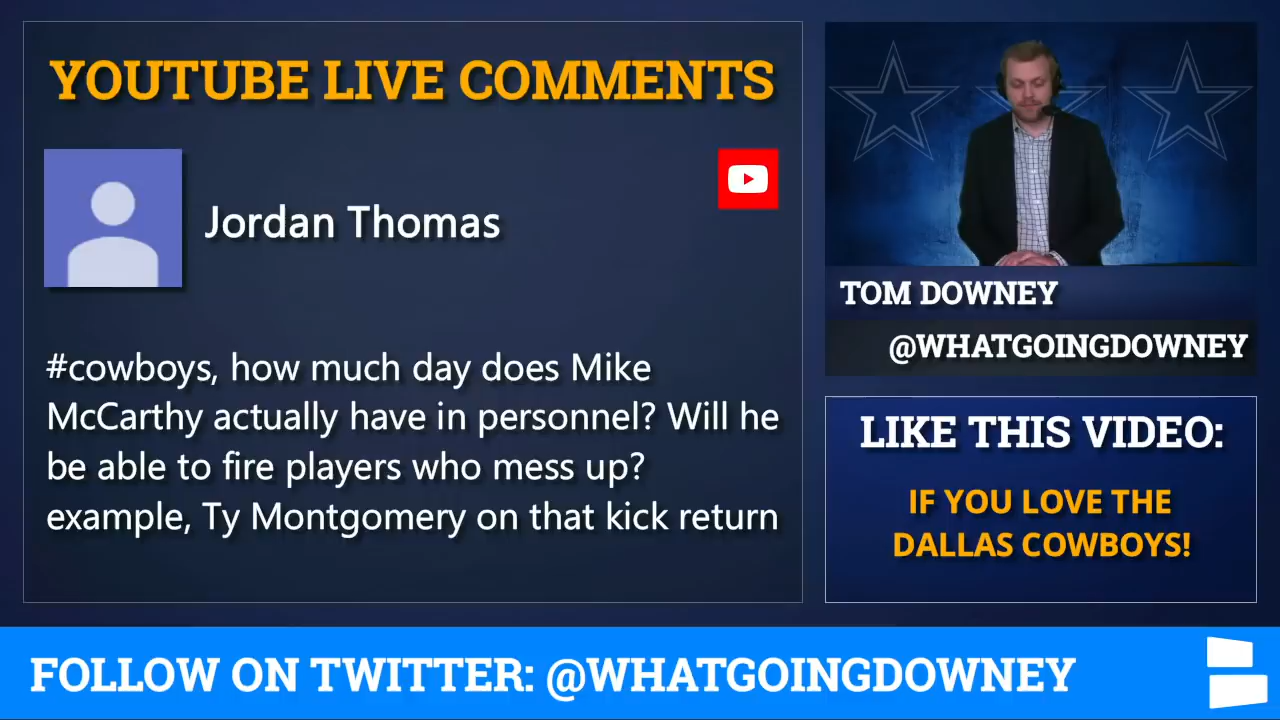 YOUTUBE LIVE COMMENTS
Jordan Thomas
#cowboys, how much day does Mike
McCarthy actually have in personnel? Will he
be able to fire players who mess up?
example, Ty Montgomery on that kick return
TOM DOWNEY
@WHATGOINGDOWNEY
LIKE THIS VIDEO:
IF YOU LOVE THE
DALLAS COWBOYS!
FOLLOW ON TWITTER: @WHATGOINGDOWNEY